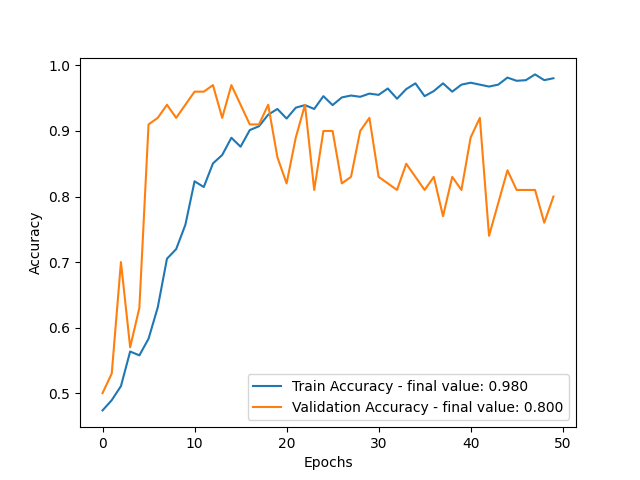 1.0
0.9
0.8
0.7
0.6
0.5
Accuracy
Train Accuracy - final value: 0.980
Validation Accuracy - final value: 0.800
0 10 20 30 40 50
Epochs